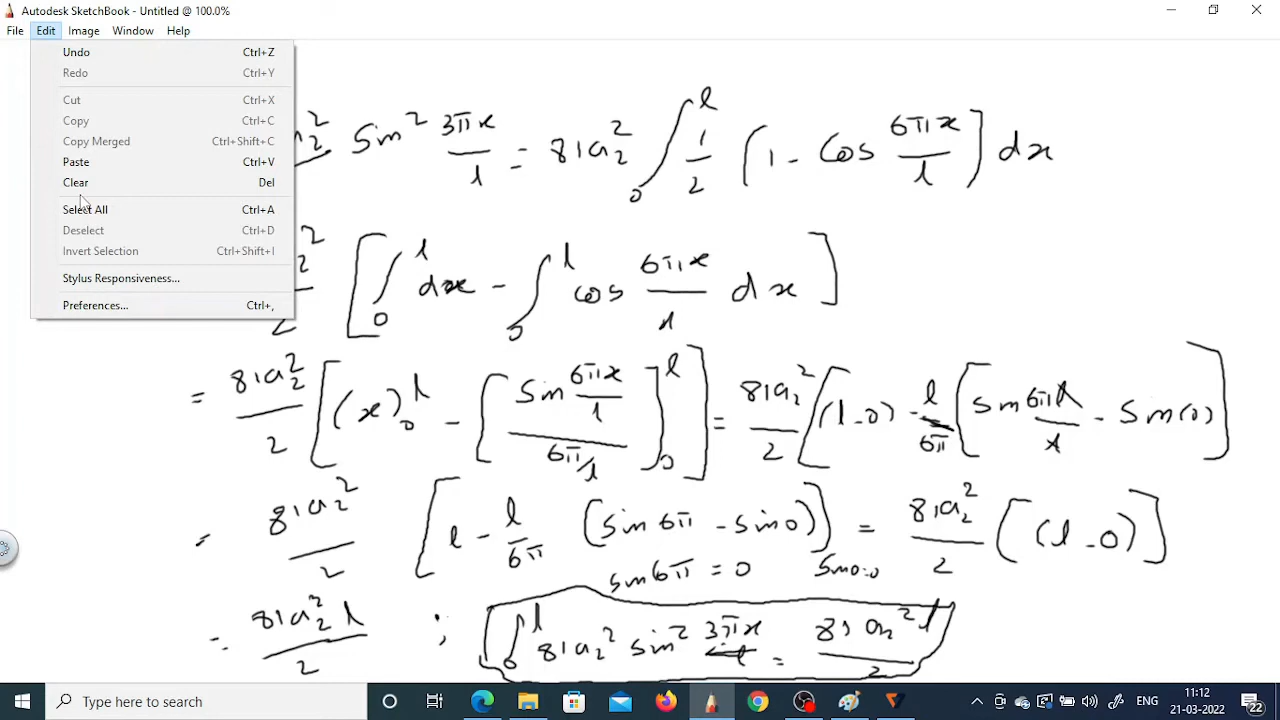 Autodesk SketchBook - Untitled @ 100.0%
File Edit Image Window Help
Undo Ctrl+Z
Redo Ctrl+Y
Cut Ctrl+X
Copy Ctrl+C
Copy Merged Ctrl+Shift+C
Paste Ctrl+V
Clear Del
Select All Ctrl+A
Deselect Ctrl+D
Invert Selection Ctrl+Shift+I
Stylus Responsiveness...
Preferences... Ctrl+,
a₂² sin² 3πx/l = 81a₂² ∫₀ˡ 1/2 (1 - cos 6πx/l] dx
[∫₀ˡ dx - ∫₀ˡ cos 6πx/l dx]
= 81a₂²/2 [(x)₀ˡ - [sin 6πx/l / 6π/l]₀ˡ] = 81a₂²/2 [(l-0) - l/6π [sin 6πl/l - sin(0)]
= 81a₂²/2 [l - l/6π (sin 6π - sin 0)] = 81a₂²/2 [(l-0)]
sin 6π = 0 sin 0=0
= 81a₂² l/2 ; ∫₀ˡ 81a₂² sin² 3πx/l = 81 a₂² l/2
Type here to search
ENG
11:12
21-03-2022
22